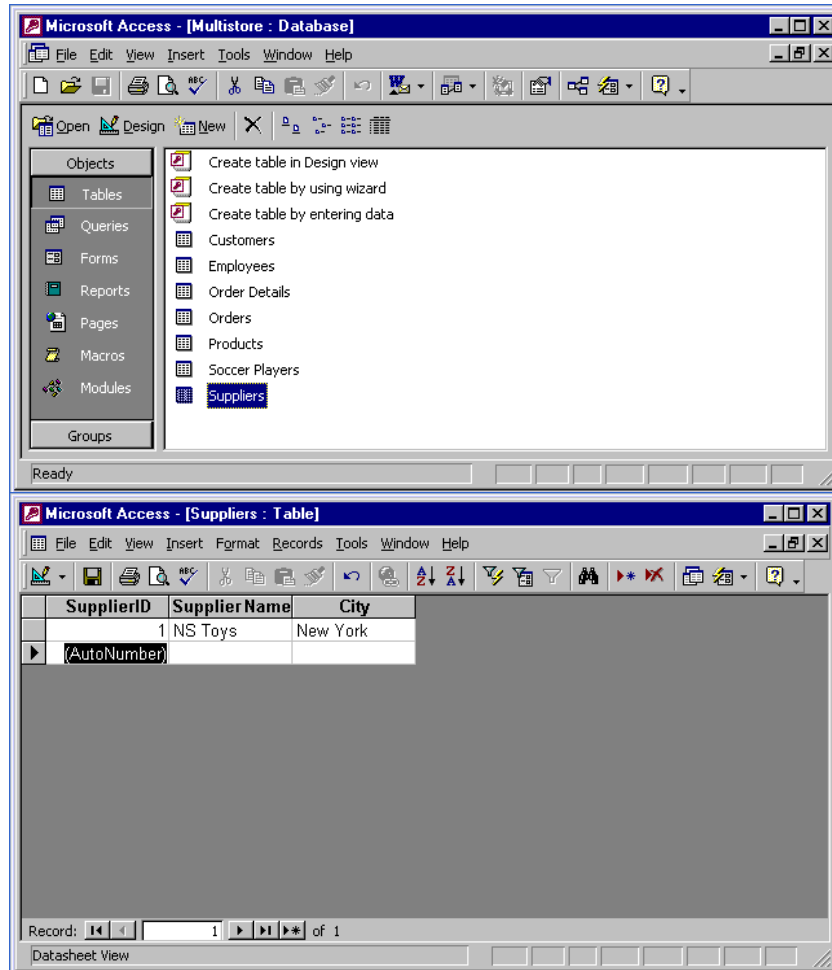 Microsoft Access - [Multistore : Database]
File Edit View Insert Tools Window Help
ABC W ?
Open Design New
Objects
Tables
Queries
Forms
Reports
Pages
Macros
Modules
Groups
Create table in Design view
Create table by using wizard
Create table by entering data
Customers
Employees
Order Details
Orders
Products
Soccer Players
Suppliers
Ready
Microsoft Access - [Suppliers : Table]
File Edit View Insert Format Records Tools Window Help
ABC A Z Z A ?
SupplierID Supplier Name City
1 NS Toys New York
(AutoNumber)
Record: 1 of 1
Datasheet View